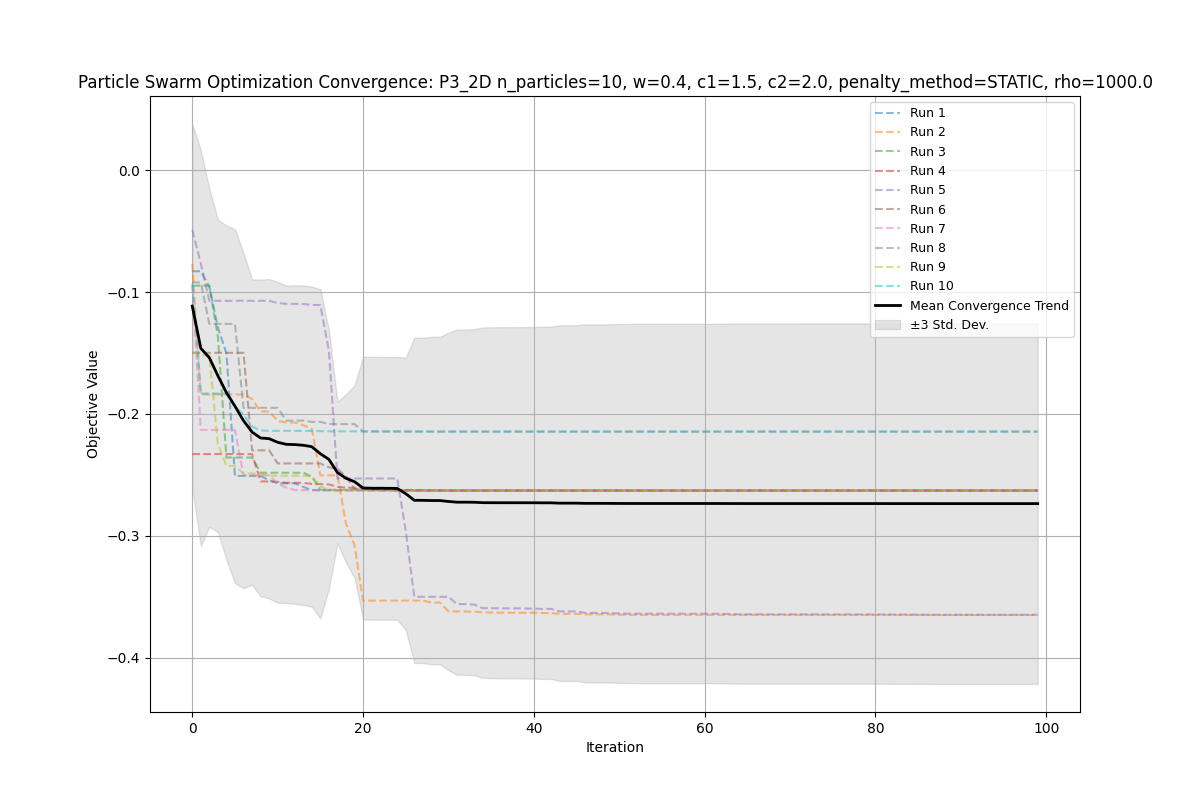 Particle Swarm Optimization Convergence: P3_2D n_particles=10, w=0.4, c1=1.5, c2=2.0, penalty_method=STATIC, rho=1000.0
Run 1
Run 2
Run 3
Run 4
Run 5
Run 6
Run 7
Run 8
Run 9
Run 10
Mean Convergence Trend
±3 Std. Dev.
Objective Value
0.0
−0.1
−0.2
−0.3
−0.4
0
20
40
60
80
100
Iteration